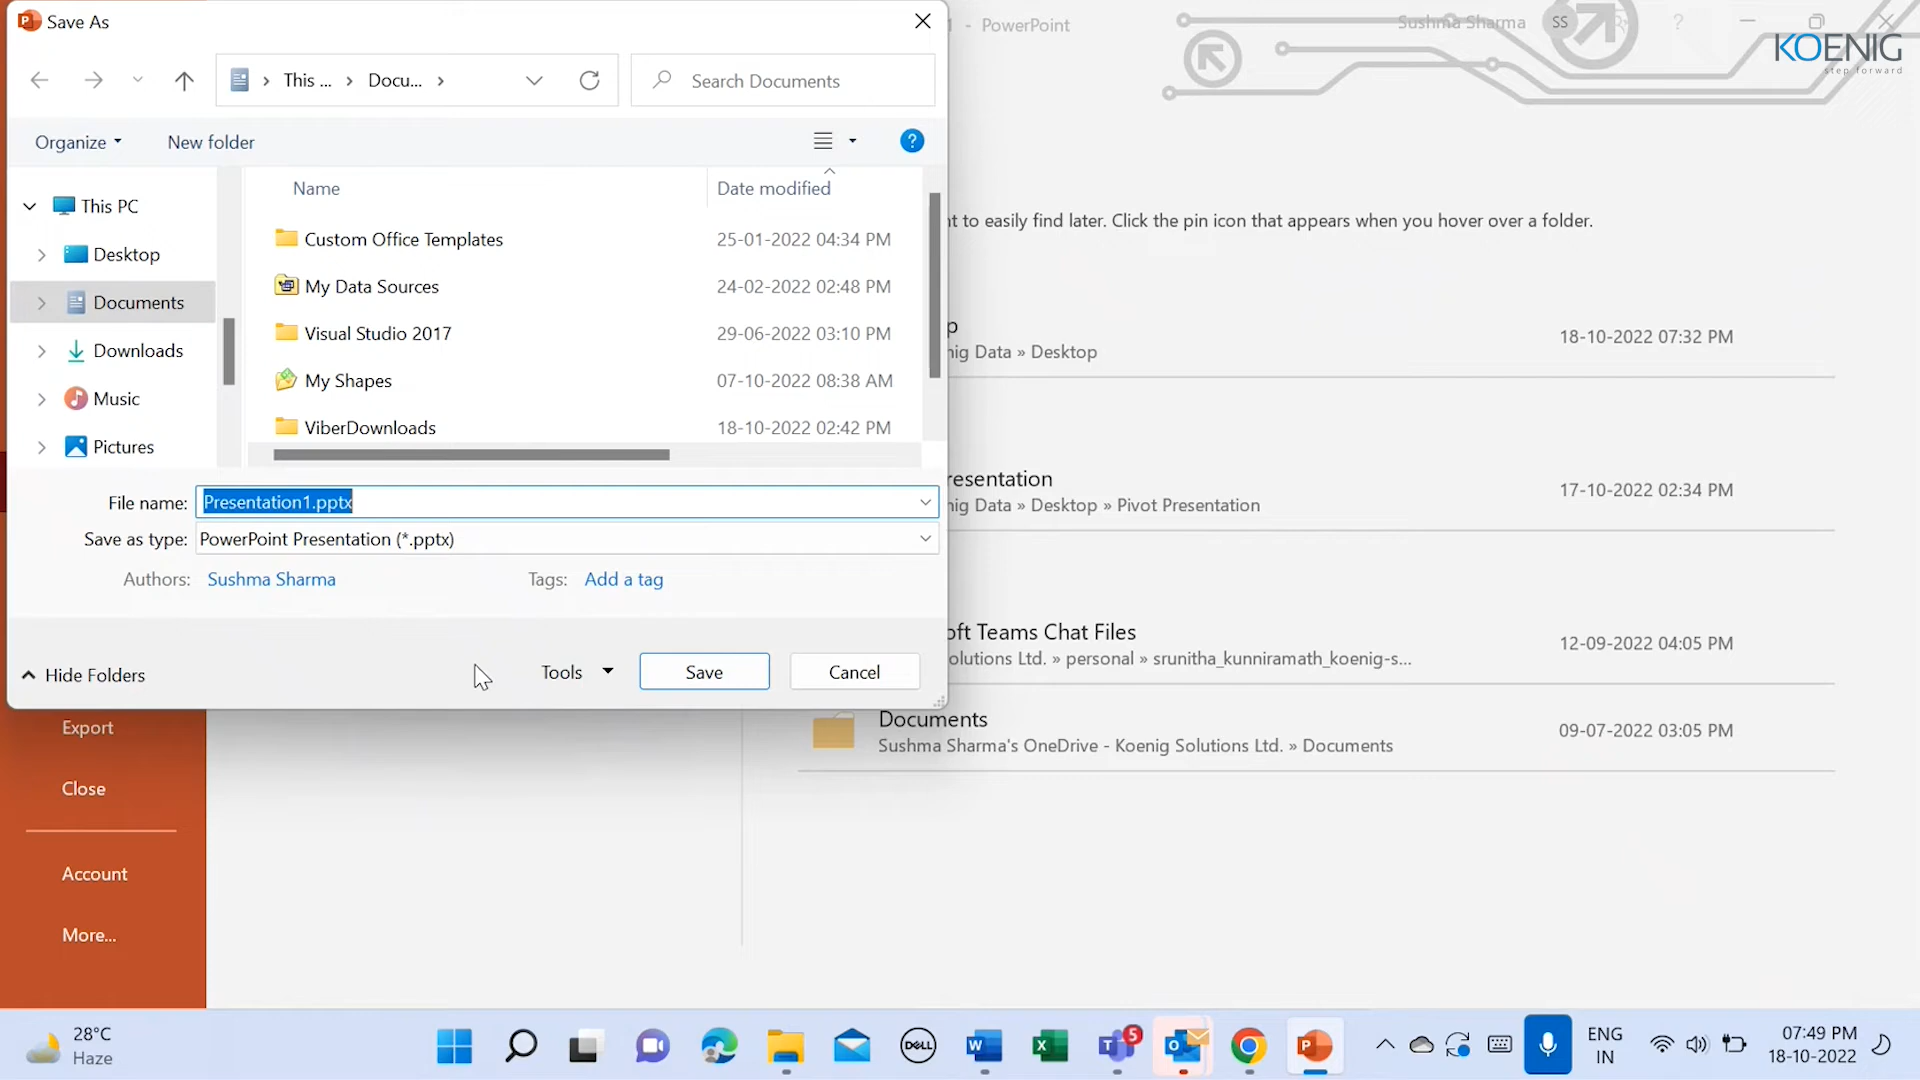 Save As
- PowerPoint
Sushma Sharma SS
KOENIG
step forward
This ... Docu...
Search Documents
Organize New folder
Name Date modified
This PC
Desktop
Documents
Downloads
Music
Pictures
Custom Office Templates 25-01-2022 04:34 PM
My Data Sources 24-02-2022 02:48 PM
Visual Studio 2017 29-06-2022 03:10 PM
My Shapes 07-10-2022 08:38 AM
ViberDownloads 18-10-2022 02:42 PM
File name: Presentation1.pptx
Save as type: PowerPoint Presentation (*.pptx)
Authors: Sushma Sharma Tags: Add a tag
Hide Folders Tools Save Cancel
to easily find later. Click the pin icon that appears when you hover over a folder.
Data » Desktop
18-10-2022 07:32 PM
resentation
Data » Desktop » Pivot Presentation
17-10-2022 02:34 PM
oft Teams Chat Files
olutions Ltd. » personal » srunitha_kunniramath_koenig-s...
12-09-2022 04:05 PM
Documents
Sushma Sharma's OneDrive - Koenig Solutions Ltd. » Documents
09-07-2022 03:05 PM
Export
Close
Account
More...
28°C
Haze
DELL
5
ENG
IN
07:49 PM
18-10-2022